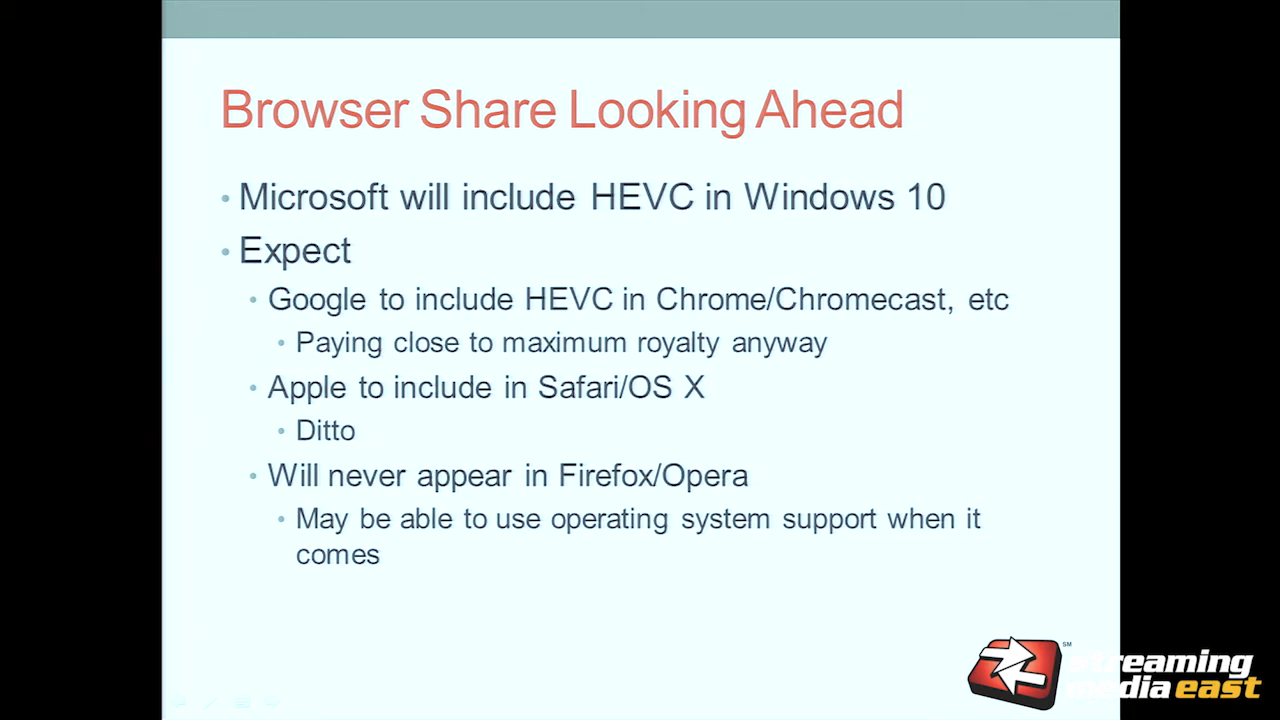 Browser Share Looking Ahead
• Microsoft will include HEVC in Windows 10
• Expect
• Google to include HEVC in Chrome/Chromecast, etc
• Paying close to maximum royalty anyway
• Apple to include in Safari/OS X
• Ditto
• Will never appear in Firefox/Opera
• May be able to use operating system support when it
comes
SM
streaming
media east